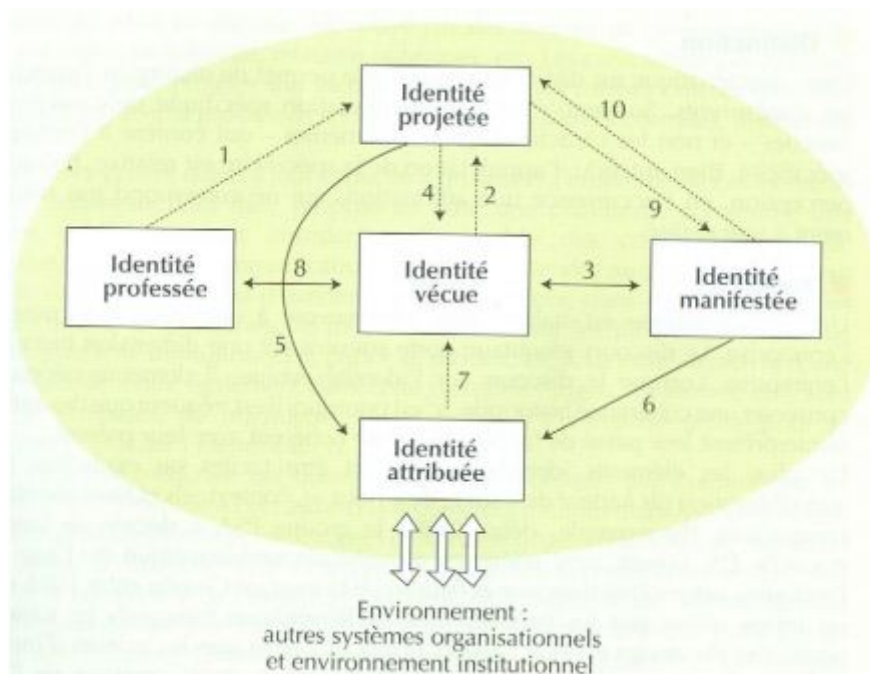 Identité
projetée
10
1
4
2
9
Identité
professée
8
Identité
vécue
3
Identité
manifestée
5
7
6
Identité
attribuée
Environnement :
autres systèmes organisationnels
et environnement institutionnel